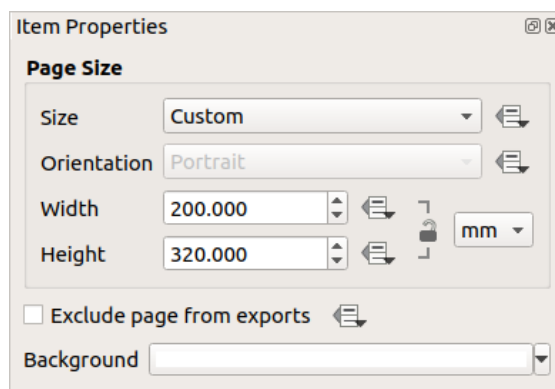 Item Properties
Page Size
Size Custom
Orientation Portrait
Width 200.000
Height 320.000
mm
Exclude page from exports
Background